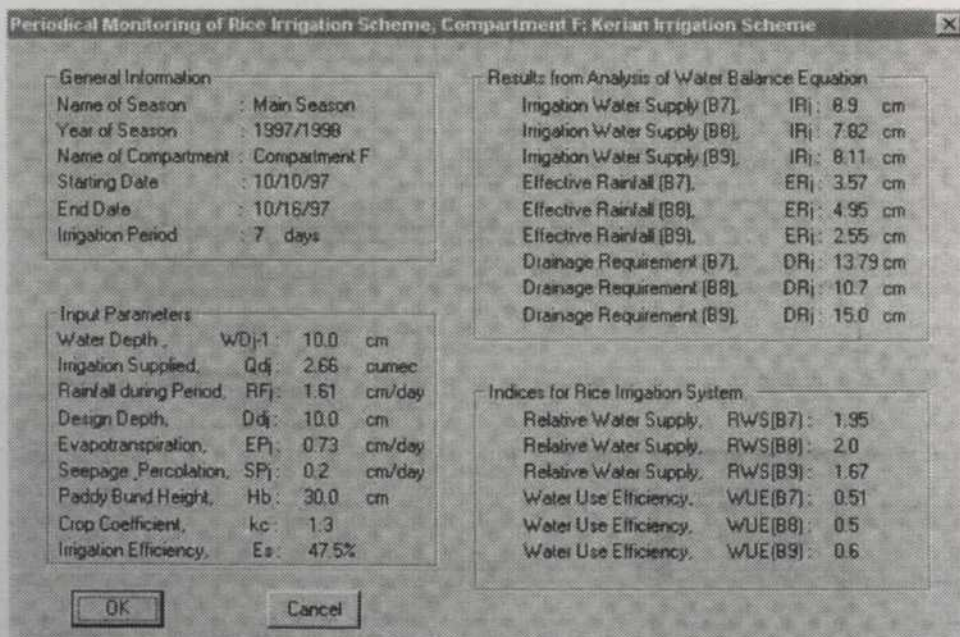 Periodical Monitoring of Rice Irrigation Scheme, Compartment F: Kerian Irrigation Scheme
General Information
Name of Season : Main Season
Year of Season : 1997/1998
Name of Compartment : Compartment F
Starting Date : 10/10/97
End Date : 10/16/97
Irrigation Period : 7 days
Input Parameters
Water Depth , WDj-1 : 10.0 cm
Irrigation Supplied, Qdj : 2.66 cumec
Rainfall during Period, RFj : 1.61 cm/day
Design Depth, Ddj : 10.0 cm
Evapotranspiration, EPj : 0.73 cm/day
Seepage ,Percolation, SPj : 0.2 cm/day
Paddy Bund Height, Hb : 30.0 cm
Crop Coefficient, kc : 1.3
Irrigation Efficiency, Es : 47.5%
OK
Cancel
Results from Analysis of Water Balance Equation
Irrigation Water Supply (B7), IRj : 8.9 cm
Irrigation Water Supply (B8), IRj : 7.82 cm
Irrigation Water Supply (B9), IRj : 8.11 cm
Effective Rainfall (B7), ERj : 3.57 cm
Effective Rainfall (B8), ERj : 4.95 cm
Effective Rainfall (B9), ERj : 2.55 cm
Drainage Requirement (B7), DRj : 13.79 cm
Drainage Requirement (B8), DRj : 10.7 cm
Drainage Requirement (B9), DRj : 15.0 cm
Indices for Rice Irrigation System,
Relative Water Supply, RWS(B7) : 1.95
Relative Water Supply, RWS(B8) : 2.0
Relative Water Supply, RWS(B9) : 1.67
Water Use Efficiency, WUE(B7) : 0.51
Water Use Efficiency, WUE(B8) : 0.5
Water Use Efficiency, WUE(B9) : 0.6